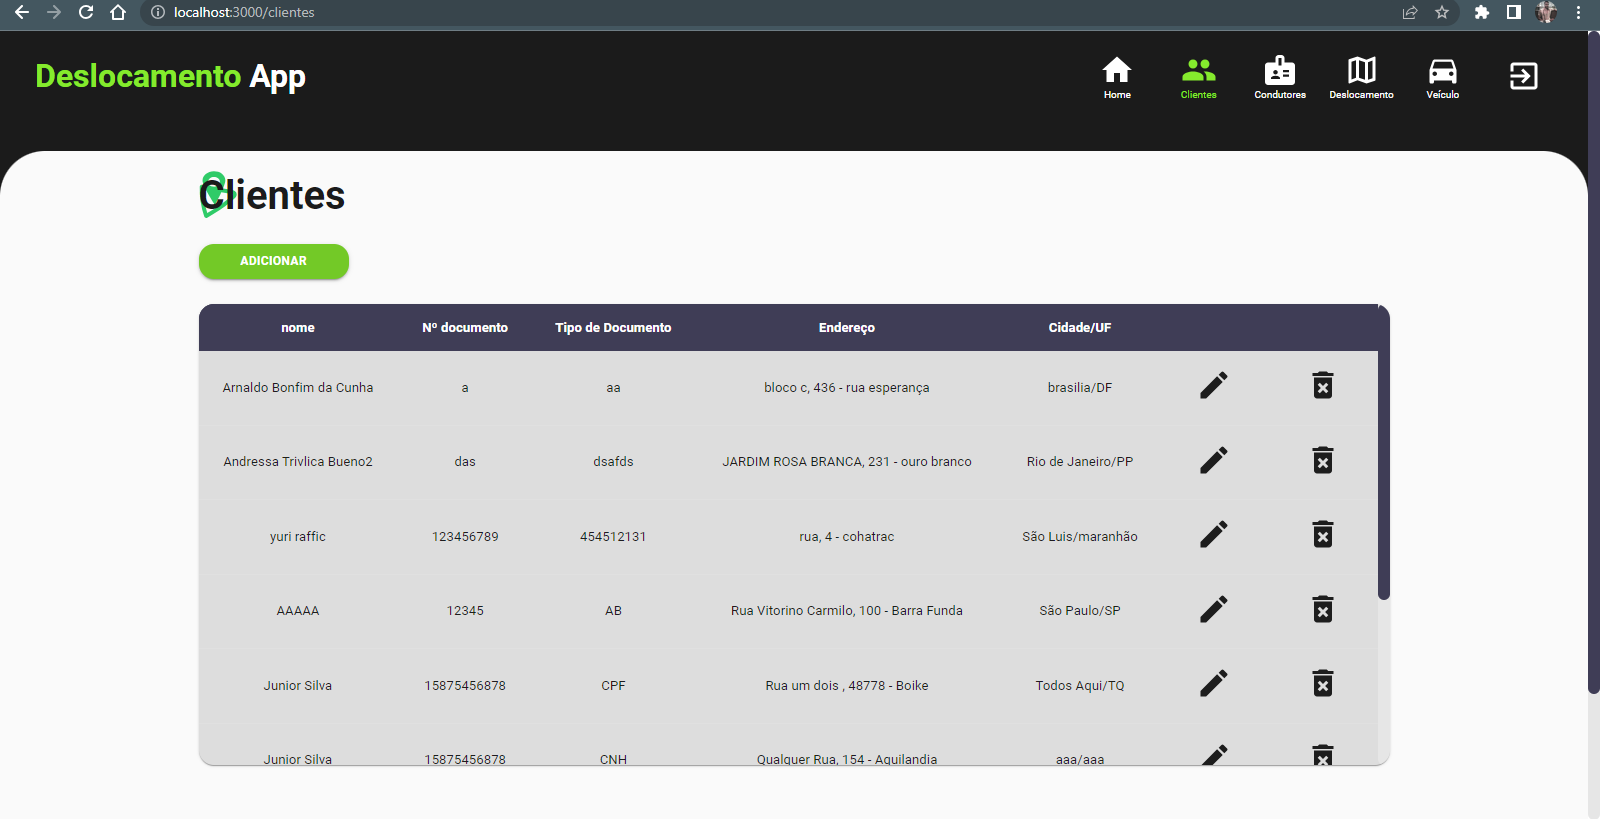 localhost:3000/clientes
Deslocamento App
Home Clientes Condutores Deslocamento Veículo
Clientes
ADICIONAR
nome Nº documento Tipo de Documento Endereço Cidade/UF
Arnaldo Bonfim da Cunha a aa bloco c, 436 - rua esperança brasilia/DF
Andressa Trivlica Bueno2 das dsafds JARDIM ROSA BRANCA, 231 - ouro branco Rio de Janeiro/PP
yuri raffic 123456789 454512131 rua, 4 - cohatrac São Luis/maranhão
AAAAA 12345 AB Rua Vitorino Carmilo, 100 - Barra Funda São Paulo/SP
Junior Silva 15875456878 CPF Rua um dois , 48778 - Boike Todos Aqui/TQ
Junior Silva 15875456878 CNH Qualquer Rua, 154 - Aquilandia aaa/aaa